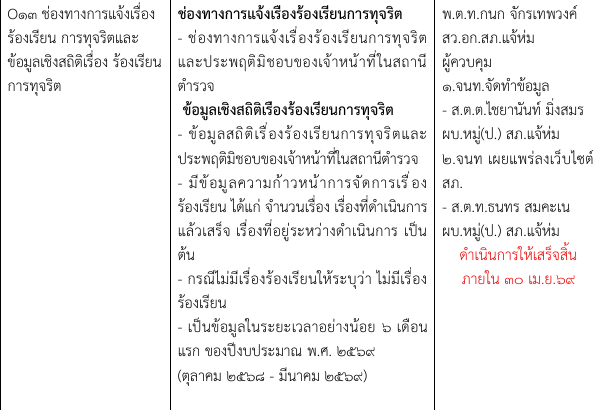 O๑๓ ช่องทางการแจ้งเรื่อง
ร้องเรียน การทุจริตและ
ข้อมูลเชิงสถิติเรื่อง ร้องเรียน
การทุจริต
ช่องทางการแจ้งเรื่องร้องเรียนการทุจริต
- ช่องทางการแจ้งเรื่องร้องเรียนการทุจริต
และประพฤติมิชอบของเจ้าหน้าที่ในสถานี
ตำรวจ
ข้อมูลเชิงสถิติเรื่องร้องเรียนการทุจริต
- ข้อมูลสถิติเรื่องร้องเรียนการทุจริตและ
ประพฤติมิชอบของเจ้าหน้าที่ในสถานีตำรวจ
- มีข้อมูลความก้าวหน้าการจัดการเรื่อง
ร้องเรียน ได้แก่ จำนวนเรื่อง เรื่องที่ดำเนินการ
แล้วเสร็จ เรื่องที่อยู่ระหว่างดำเนินการ เป็น
ต้น
- กรณีไม่มีเรื่องร้องเรียนให้ระบุว่า ไม่มีเรื่อง
ร้องเรียน
- เป็นข้อมูลในระยะเวลาอย่างน้อย ๖ เดือน
แรก ของปีงบประมาณ พ.ศ. ๒๕๖๙
(ตุลาคม ๒๕๖๘ - มีนาคม ๒๕๖๙)
พ.ต.ท.กนก จักรเทพวงค์
สว.อก.สภ.แจ้ห่ม
ผู้ควบคุม
๑.จนท.จัดทำข้อมูล
- ส.ต.ต.ไชยานันท์ มิ่งสมร
ผบ.หมู่(ป.) สภ.แจ้ห่ม
๒.จนท เผยแพร่ลงเว็บไซต์
สภ.
- ส.ต.ท.ธนทร สมคะเน
ผบ.หมู่(ป.) สภ.แจ้ห่ม
ดำเนินการให้เสร็จสิ้น
ภายใน ๓๐ เม.ย.๖๙